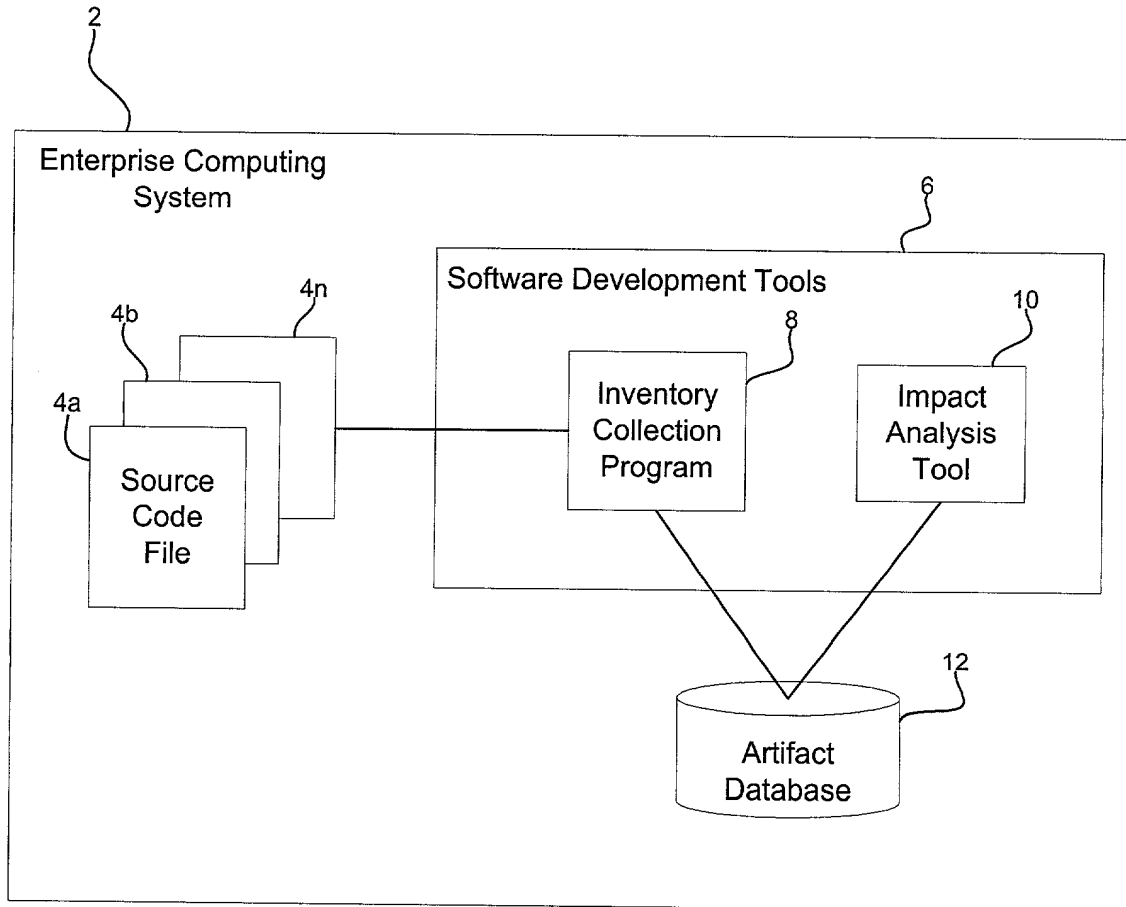 2
Enterprise Computing
System
6
Software Development Tools
4n
4b
4a
8
10
Source
Code
File
Inventory
Collection
Program
Impact
Analysis
Tool
12
Artifact
Database